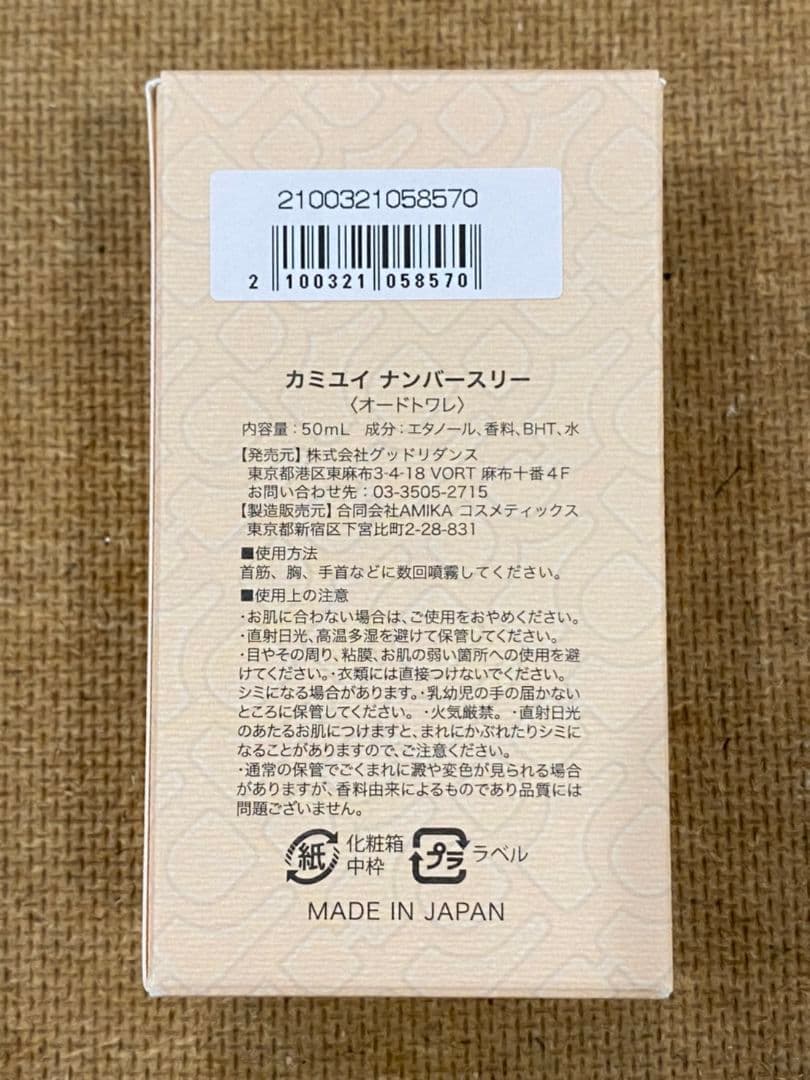 2100321058570
2 100321 058570
カミユイ ナンバースリー
〈オードトワレ〉
内容量：50mL 成分：エタノール、香料、BHT、水
【発売元】株式会社グッドリダンス
東京都港区東麻布3-4-18 VORT 麻布十番４F
お問い合わせ先：03-3505-2715
【製造販売元】合同会社AMIKA コスメティックス
東京都新宿区下宮比町2-28-831
■使用方法
首筋、胸、手首などに数回噴霧してください。
■使用上の注意
・お肌に合わない場合は、ご使用をおやめください。
・直射日光、高温多湿を避けて保管してください。
・目やその周り、粘膜、お肌の弱い箇所への使用を避
けてください。・衣類には直接つけないでください。
シミになる場合があります。・乳幼児の手の届かない
ところに保管してください。・火気厳禁。・直射日光
のあたるお肌につけますと、まれにかぶれたりシミに
なることがありますので、ご注意ください。
・通常の保管でごくまれに澱や変色が見られる場合
がありますが、香料由来によるものであり品質には
問題ございません。
紙 化粧箱 プラ ラベル
中枠
MADE IN JAPAN